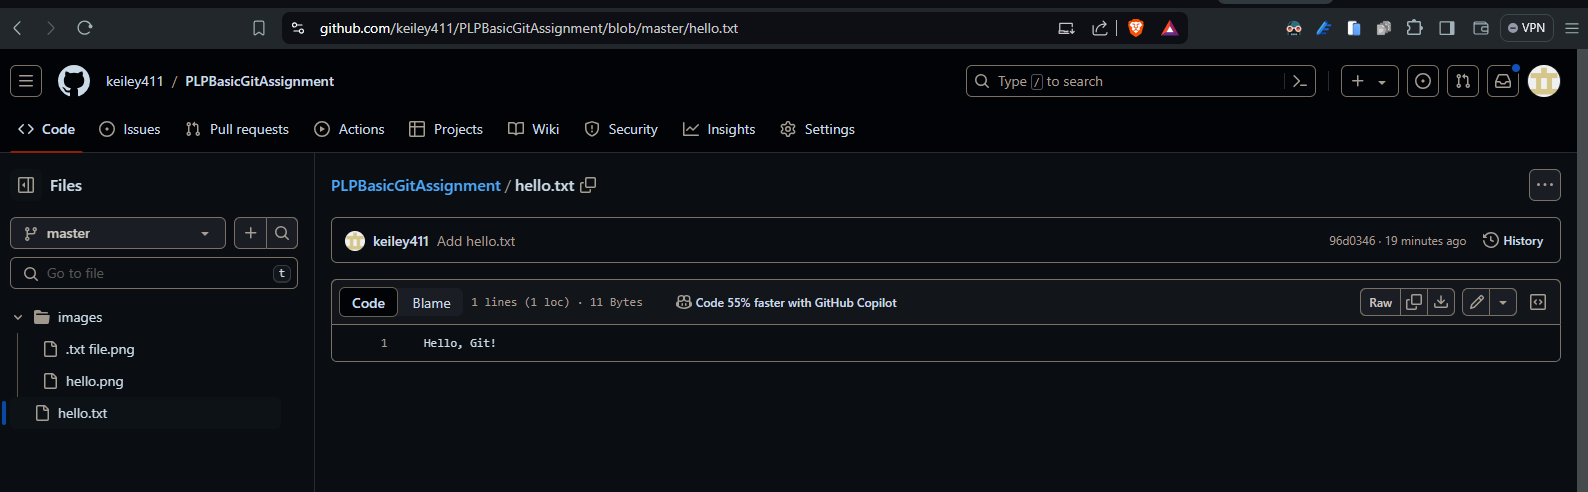 github.com/keiley411/PLPBasicGitAssignment/blob/master/hello.txt
VPN
keiley411 / PLPBasicGitAssignment
Type / to search
Code Issues Pull requests Actions Projects Wiki Security Insights Settings
Files
master
Go to file t
images
.txt file.png
hello.png
hello.txt
PLPBasicGitAssignment / hello.txt
keiley411 Add hello.txt 96d0346 · 19 minutes ago History
Code Blame 1 lines (1 loc) · 11 Bytes Code 55% faster with GitHub Copilot Raw
1 Hello, Git!